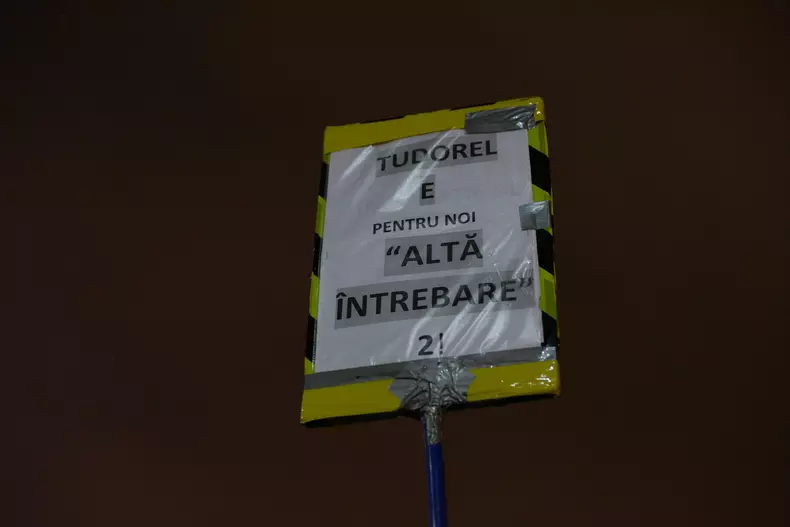 TUDOREL
E
PENTRU NOI
“ALTĂ
ÎNTREBARE”
2!